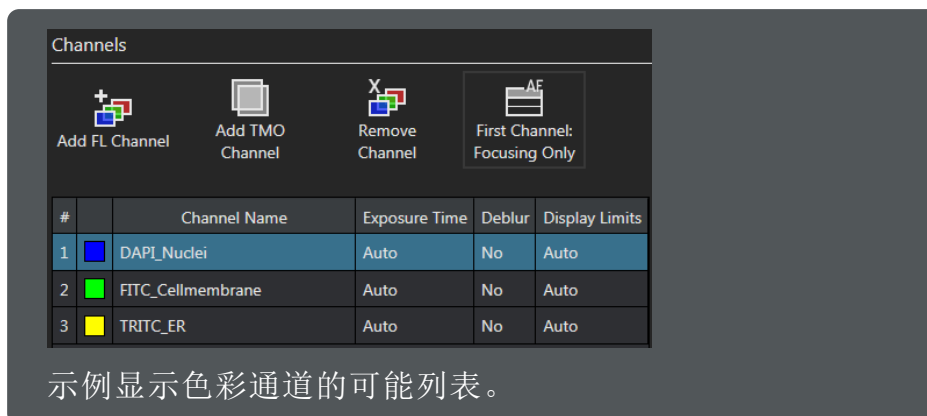 Channels
AF
Add FL Channel
Add TMO
Channel
Remove
Channel
First Channel:
Focusing Only
# Channel Name Exposure Time Deblur Display Limits
1 DAPI_Nuclei Auto No Auto
2 FITC_Cellmembrane Auto No Auto
3 TRITC_ER Auto No Auto
示例显示色彩通道的可能列表。